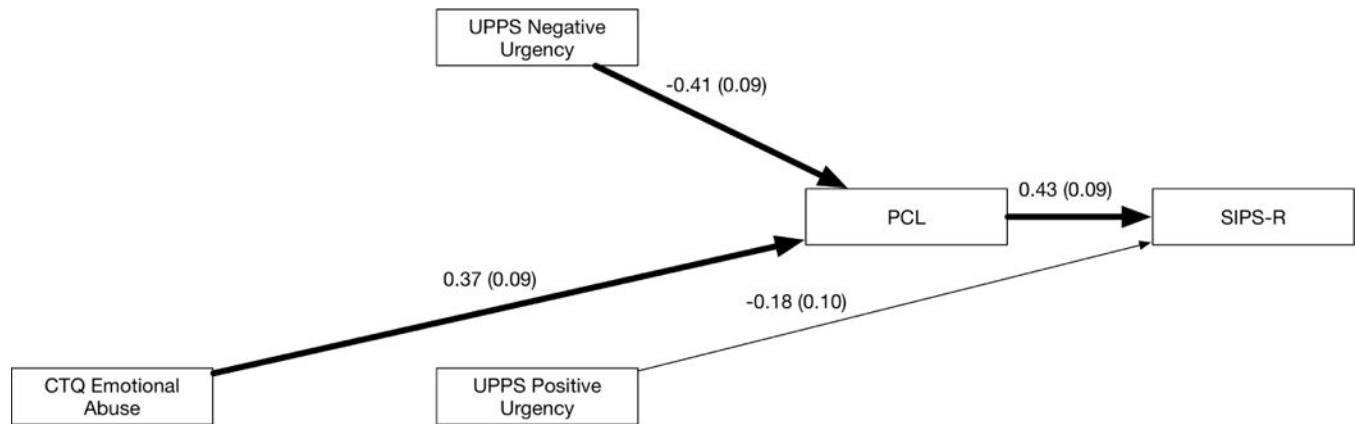 UPPS Negative
Urgency
-0.41 (0.09)
PCL
0.43 (0.09)
SIPS-R
0.37 (0.09)
-0.18 (0.10)
CTQ Emotional
Abuse
UPPS Positive
Urgency